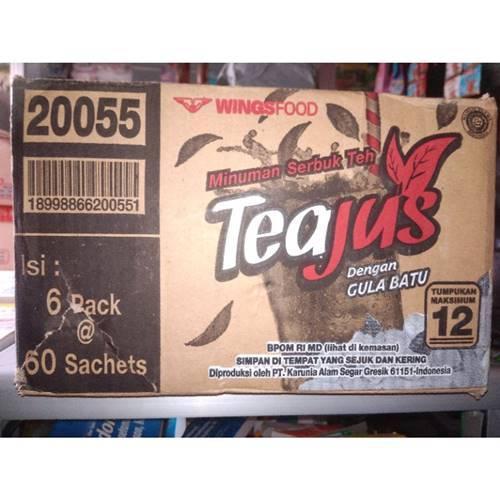 20055
WINGSFOOD
Minuman Serbuk Teh
Teajus
Dengan
GULA BATU
18998866200551
Isi :
6 Pack
@
60 Sachets
TUMPUKAN
MAKSIMUM
12
BPOM RI MD (lihat di kemasan)
SIMPAN DI TEMPAT YANG SEJUK DAN KERING
Diproduksi oleh PT. Karunia Alam Segar Gresik 61151-Indonesia